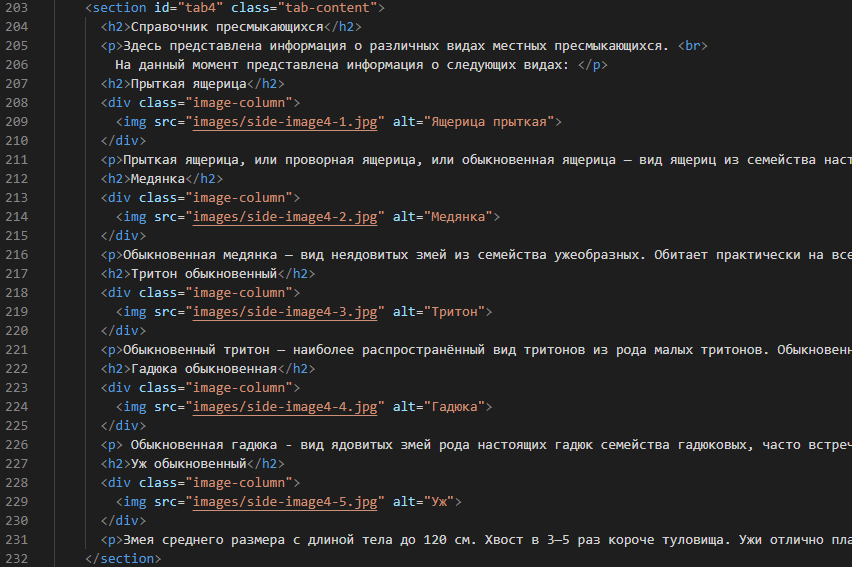 203 <section id="tab4" class="tab-content">
204 <h2>Справочник пресмыкающихся</h2>
205 <p>Здесь представлена информация о различных видах местных пресмыкающихся. <br>
206 На данный момент представлена информация о следующих видах: </p>
207 <h2>Прыткая ящерица</h2>
208 <div class="image-column">
209 <img src="images/side-image4-1.jpg" alt="Ящерица прыткая">
210 </div>
211 <p>Прыткая ящерица, или проворная ящерица, или обыкновенная ящерица — вид ящериц из семейства наст
212 <h2>Медянка</h2>
213 <div class="image-column">
214 <img src="images/side-image4-2.jpg" alt="Медянка">
215 </div>
216 <p>Обыкновенная медянка — вид неядовитых змей из семейства ужеобразных. Обитает практически на все
217 <h2>Тритон обыкновенный</h2>
218 <div class="image-column">
219 <img src="images/side-image4-3.jpg" alt="Тритон">
220 </div>
221 <p>Обыкновенный тритон — наиболее распространённый вид тритонов из рода малых тритонов. Обыкновенн
222 <h2>Гадюка обыкновенная</h2>
223 <div class="image-column">
224 <img src="images/side-image4-4.jpg" alt="Гадюка">
225 </div>
226 <p> Обыкновенная гадюка - вид ядовитых змей рода настоящих гадюк семейства гадюковых, часто встреч
227 <h2>Уж обыкновенный</h2>
228 <div class="image-column">
229 <img src="images/side-image4-5.jpg" alt="Уж">
230 </div>
231 <p>Змея среднего размера с длиной тела до 120 см. Хвост в 3—5 раз короче туловища. Ужи отлично пла
232 </section>